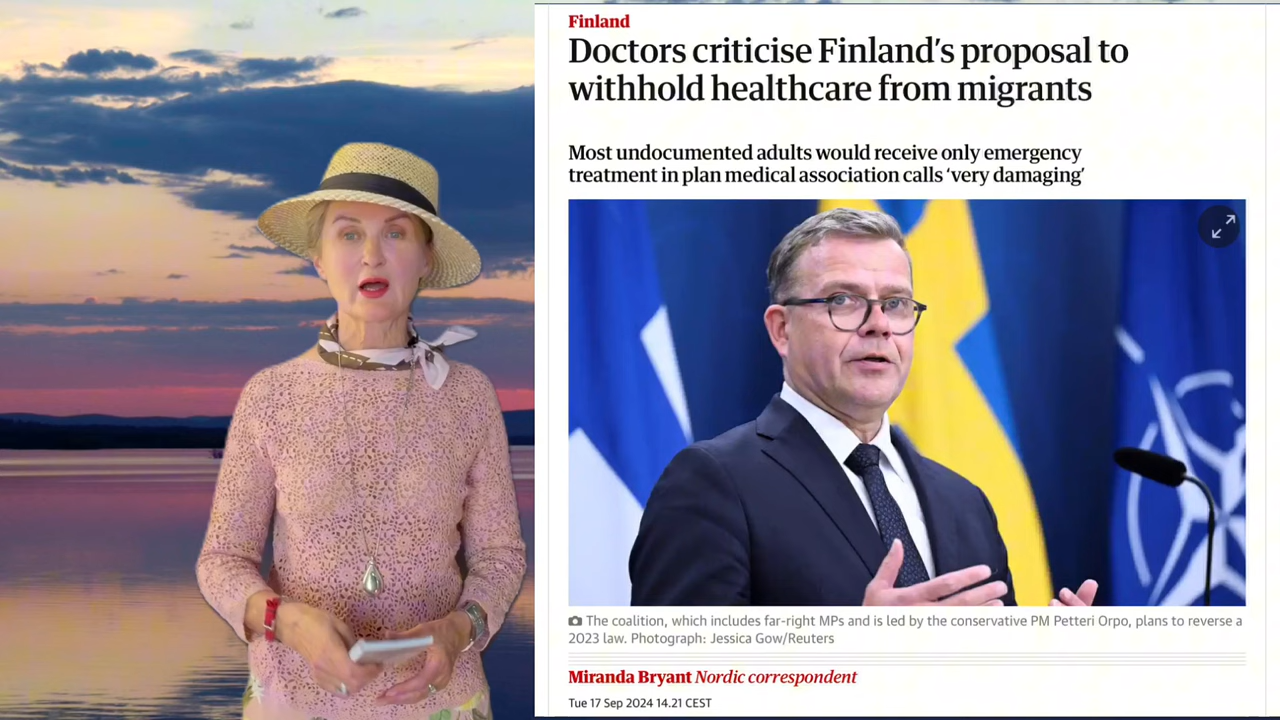 Finland
Doctors criticise Finland's proposal to
withhold healthcare from migrants
Most undocumented adults would receive only emergency
treatment in plan medical association calls ‘very damaging’
The coalition, which includes far-right MPs and is led by the conservative PM Petteri Orpo, plans to reverse a
2023 law. Photograph: Jessica Gow/Reuters
Miranda Bryant Nordic correspondent
Tue 17 Sep 2024 14.21 CEST